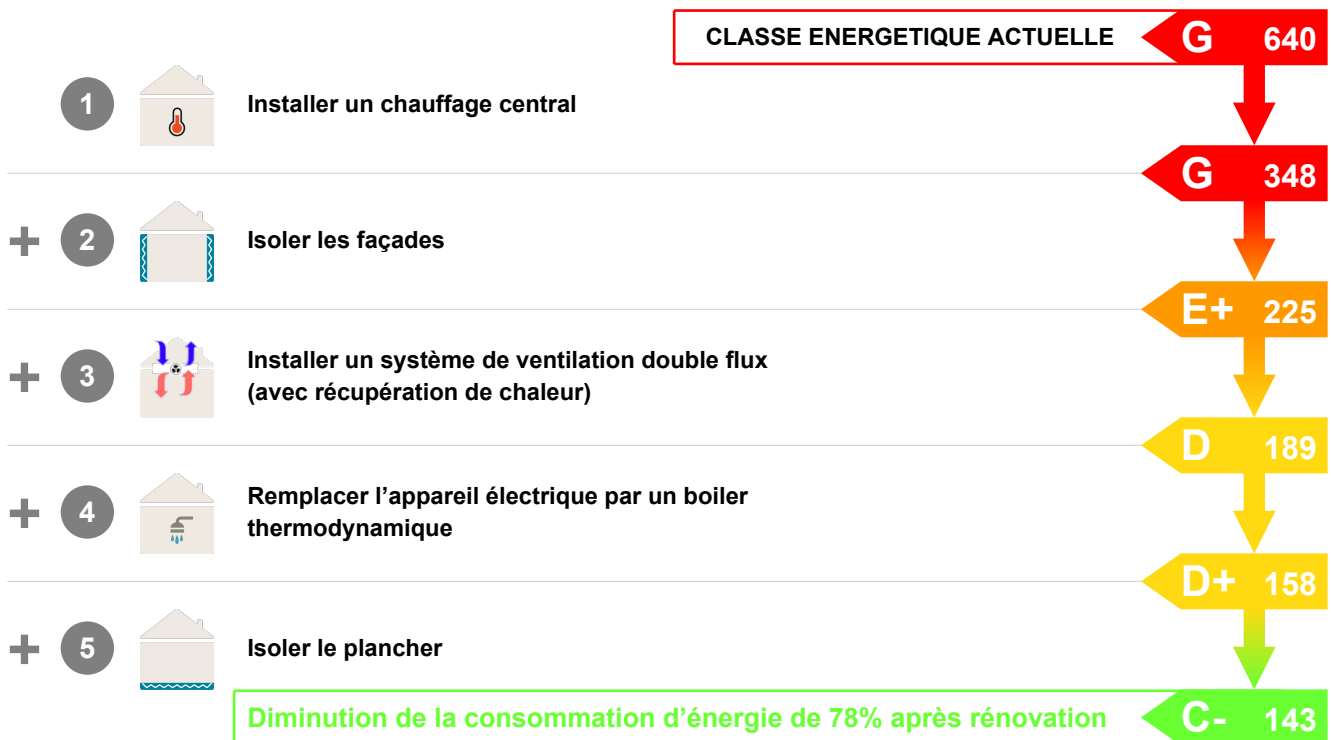 CLASSE ENERGETIQUE ACTUELLE G 640
1 Installer un chauffage central
G 348
+ 2 Isoler les façades
E+ 225
+ 3 Installer un système de ventilation double flux
(avec récupération de chaleur)
D 189
+ 4 Remplacer l’appareil électrique par un boiler
thermodynamique
D+ 158
+ 5 Isoler le plancher
Diminution de la consommation d’énergie de 78% après rénovation C- 143